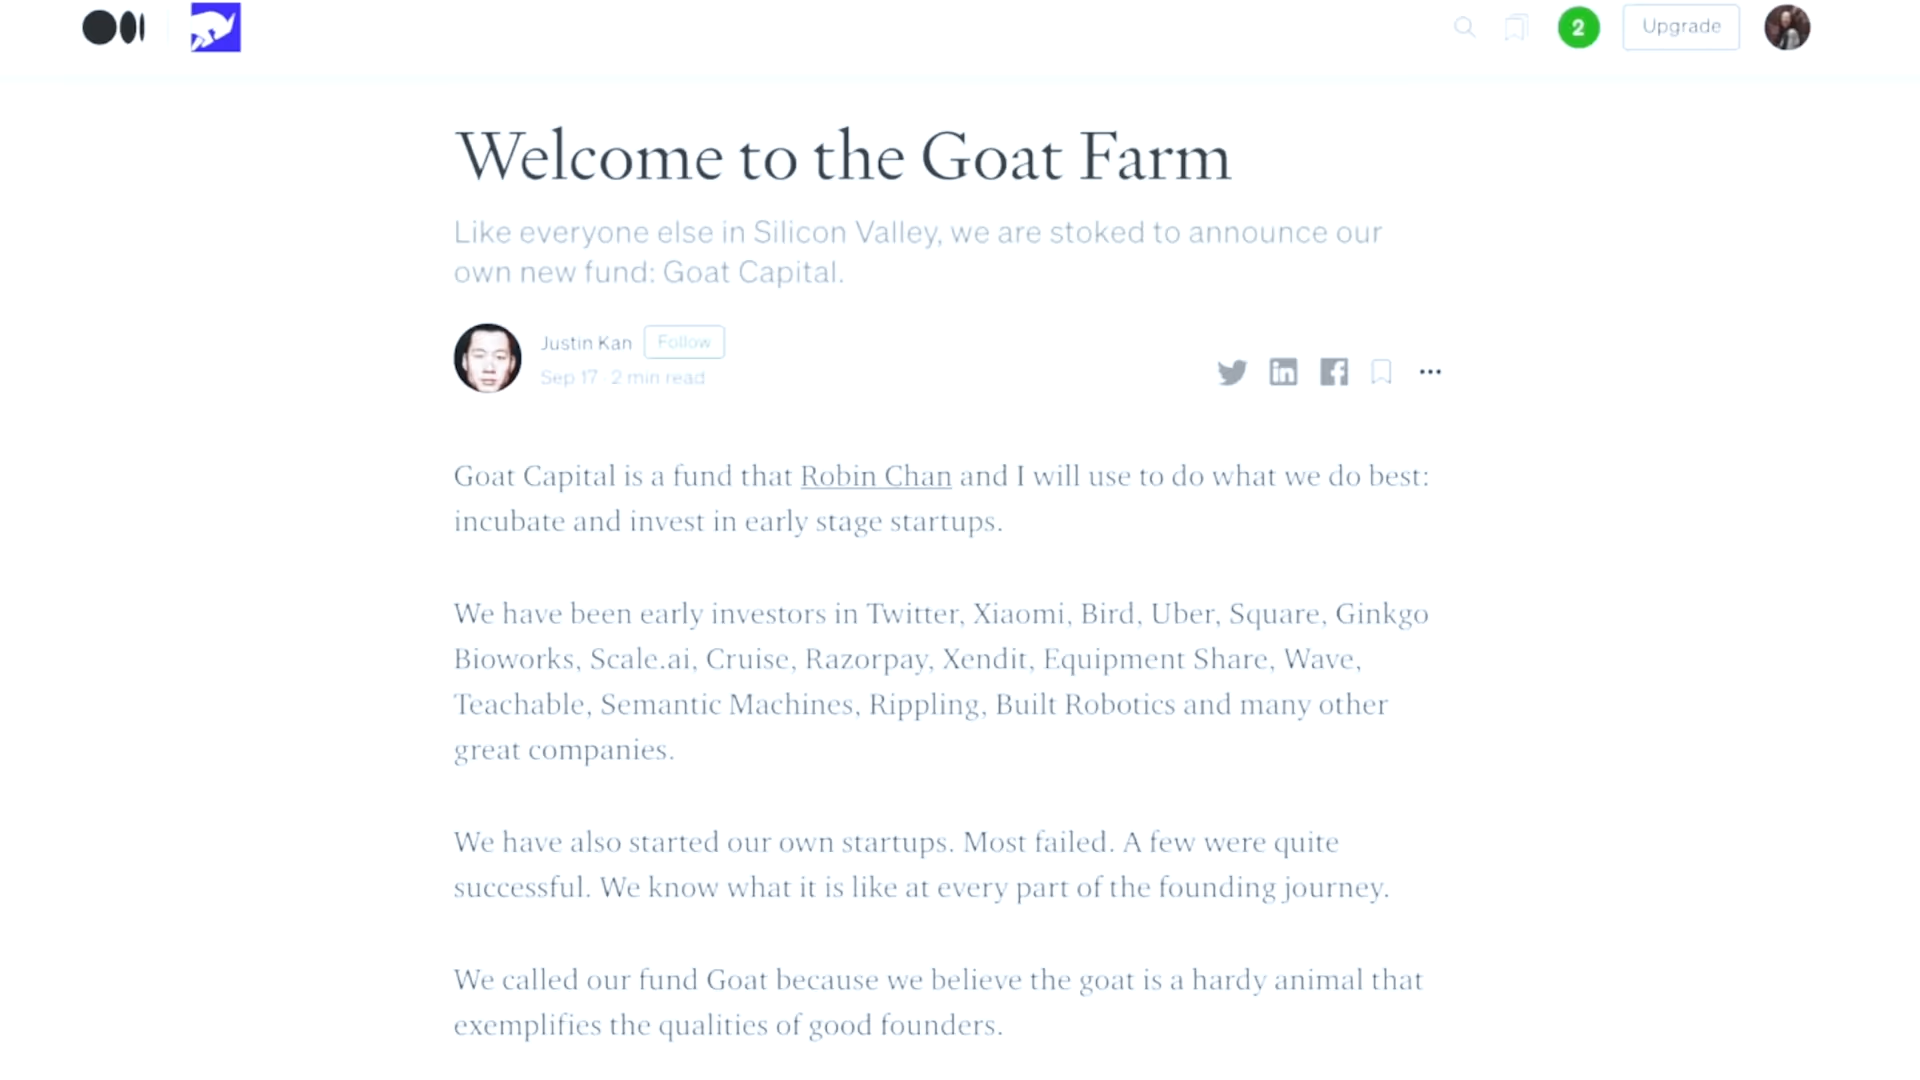 2
Upgrade
Welcome to the Goat Farm
Like everyone else in Silicon Valley, we are stoked to announce our
own new fund: Goat Capital.
Justin Kan Follow
Sep 17 · 2 min read
Goat Capital is a fund that Robin Chan and I will use to do what we do best:
incubate and invest in early stage startups.
We have been early investors in Twitter, Xiaomi, Bird, Uber, Square, Ginkgo
Bioworks, Scale.ai, Cruise, Razorpay, Xendit, Equipment Share, Wave,
Teachable, Semantic Machines, Rippling, Built Robotics and many other
great companies.
We have also started our own startups. Most failed. A few were quite
successful. We know what it is like at every part of the founding journey.
We called our fund Goat because we believe the goat is a hardy animal that
exemplifies the qualities of good founders.